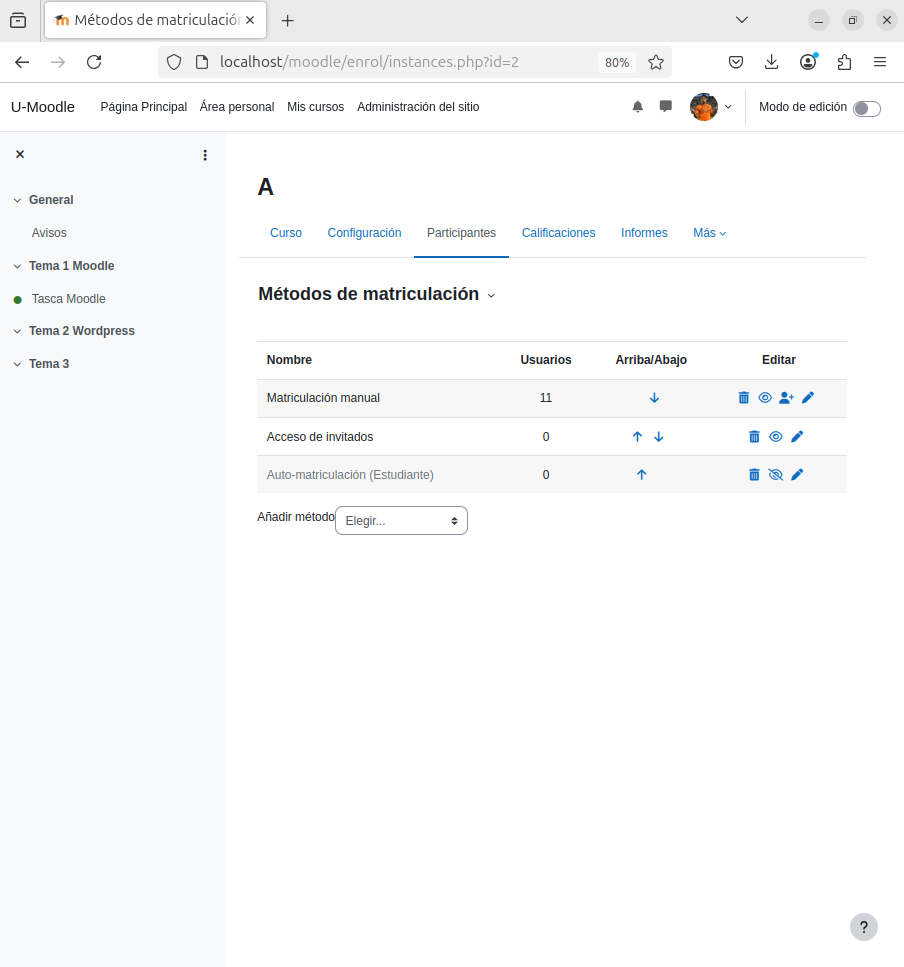 Métodos de matriculación
localhost/moodle/enrol/instances.php?id=2 80%
U-Moodle Página Principal Área personal Mis cursos Administración del sitio Modo de edición
General
Avisos
Tema 1 Moodle
Tasca Moodle
Tema 2 Wordpress
Tema 3
A
Curso Configuración Participantes Calificaciones Informes Más
Métodos de matriculación
Nombre Usuarios Arriba/Abajo Editar
Matriculación manual 11
Acceso de invitados 0
Auto-matriculación (Estudiante) 0
Añadir método Elegir...
?